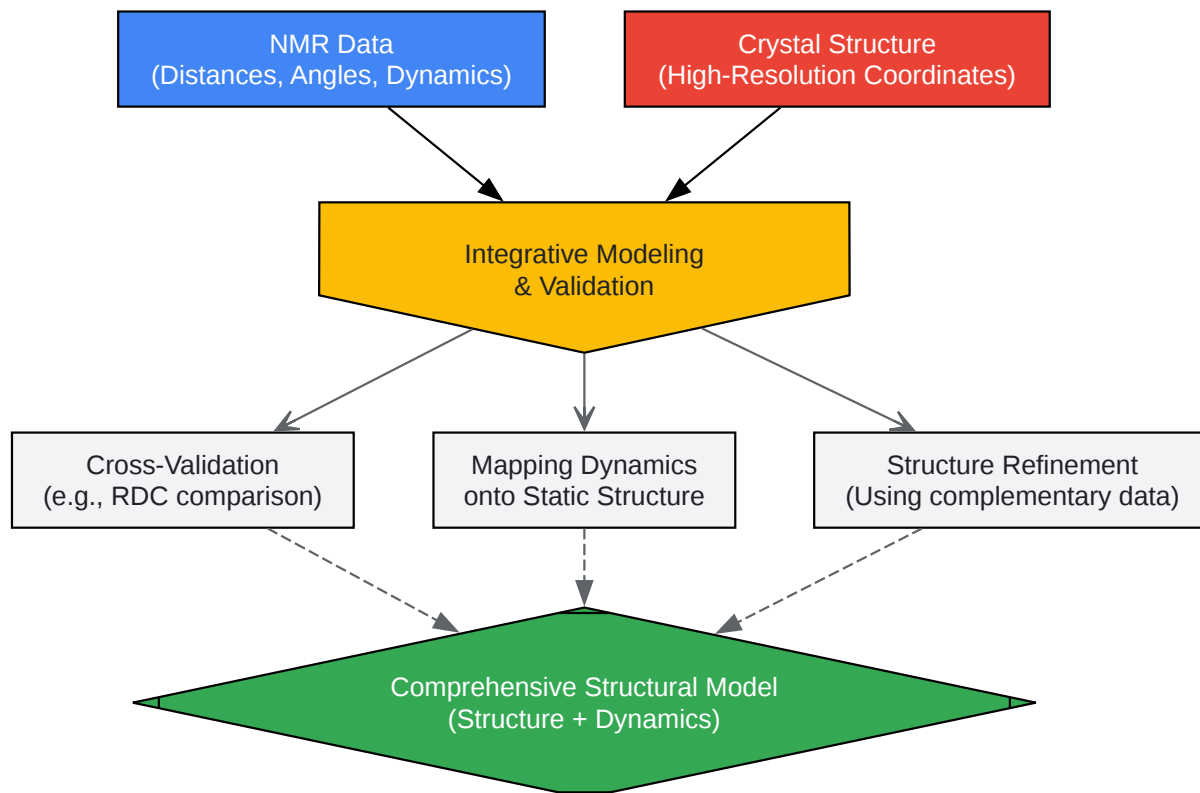 NMR Data
(Distances, Angles, Dynamics)
Crystal Structure
(High-Resolution Coordinates)
Integrative Modeling
& Validation
Cross-Validation
(e.g., RDC comparison)
Mapping Dynamics
onto Static Structure
Structure Refinement
(Using complementary data)
Comprehensive Structural Model
(Structure + Dynamics)